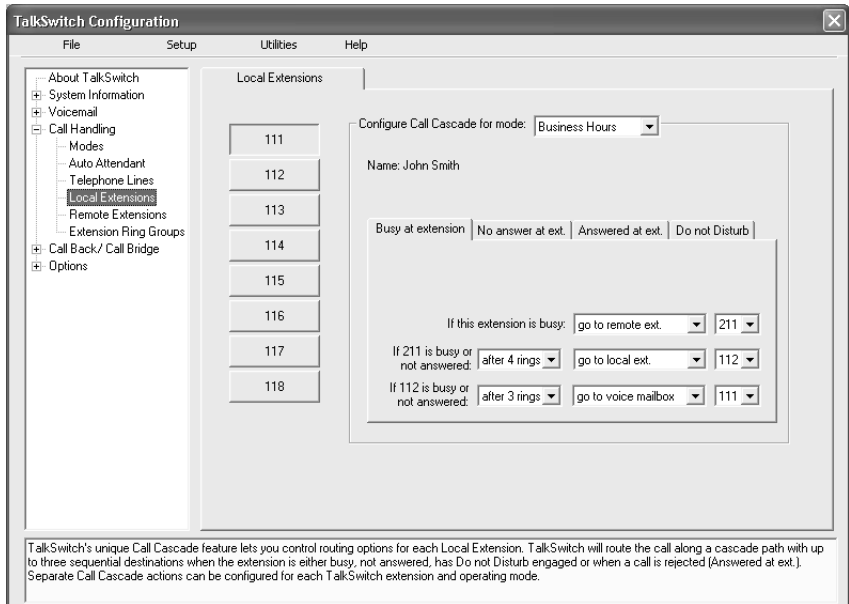 TalkSwitch Configuration
File Setup Utilities Help
About TalkSwitch
System Information
Voicemail
Call Handling
Modes
Auto Attendant
Telephone Lines
Local Extensions
Remote Extensions
Extension Ring Groups
Call Back/ Call Bridge
Options
Local Extensions
111
112
113
114
115
116
117
118
Configure Call Cascade for mode: Business Hours
Name: John Smith
Busy at extension No answer at ext. Answered at ext. Do not Disturb
If this extension is busy: go to remote ext. 211
If 211 is busy or
not answered: after 4 rings go to local ext. 112
If 112 is busy or
not answered: after 3 rings go to voice mailbox 111
TalkSwitch's unique Call Cascade feature lets you control routing options for each Local Extension. TalkSwitch will route the call along a cascade path with up
to three sequential destinations when the extension is either busy, not answered, has Do not Disturb engaged or when a call is rejected (Answered at ext.).
Separate Call Cascade actions can be configured for each TalkSwitch extension and operating mode.